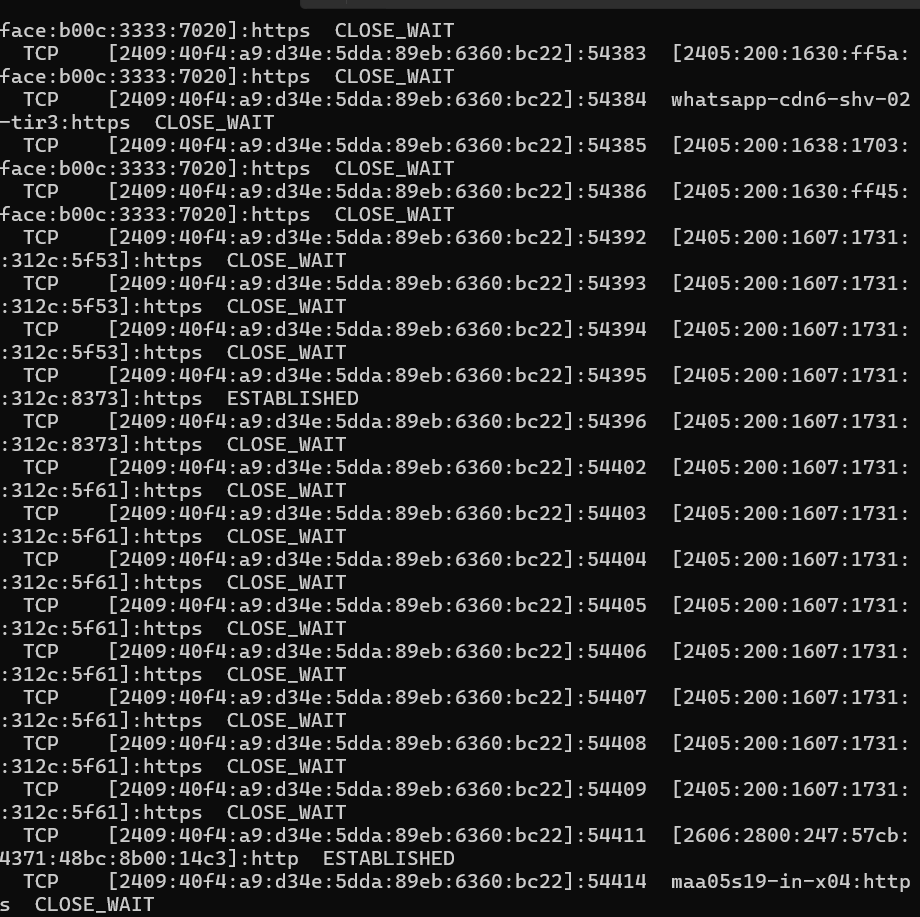 face:b00c:3333:7020]:https  CLOSE_WAIT
  TCP    [2409:40f4:a9:d34e:5dda:89eb:6360:bc22]:54383  [2405:200:1630:ff5a:
face:b00c:3333:7020]:https  CLOSE_WAIT
  TCP    [2409:40f4:a9:d34e:5dda:89eb:6360:bc22]:54384  whatsapp-cdn6-shv-02
-tir3:https  CLOSE_WAIT
  TCP    [2409:40f4:a9:d34e:5dda:89eb:6360:bc22]:54385  [2405:200:1638:1703:
face:b00c:3333:7020]:https  CLOSE_WAIT
  TCP    [2409:40f4:a9:d34e:5dda:89eb:6360:bc22]:54386  [2405:200:1630:ff45:
face:b00c:3333:7020]:https  CLOSE_WAIT
  TCP    [2409:40f4:a9:d34e:5dda:89eb:6360:bc22]:54392  [2405:200:1607:1731:
:312c:5f53]:https  CLOSE_WAIT
  TCP    [2409:40f4:a9:d34e:5dda:89eb:6360:bc22]:54393  [2405:200:1607:1731:
:312c:5f53]:https  CLOSE_WAIT
  TCP    [2409:40f4:a9:d34e:5dda:89eb:6360:bc22]:54394  [2405:200:1607:1731:
:312c:5f53]:https  CLOSE_WAIT
  TCP    [2409:40f4:a9:d34e:5dda:89eb:6360:bc22]:54395  [2405:200:1607:1731:
:312c:8373]:https  ESTABLISHED
  TCP    [2409:40f4:a9:d34e:5dda:89eb:6360:bc22]:54396  [2405:200:1607:1731:
:312c:8373]:https  CLOSE_WAIT
  TCP    [2409:40f4:a9:d34e:5dda:89eb:6360:bc22]:54402  [2405:200:1607:1731:
:312c:5f61]:https  CLOSE_WAIT
  TCP    [2409:40f4:a9:d34e:5dda:89eb:6360:bc22]:54403  [2405:200:1607:1731:
:312c:5f61]:https  CLOSE_WAIT
  TCP    [2409:40f4:a9:d34e:5dda:89eb:6360:bc22]:54404  [2405:200:1607:1731:
:312c:5f61]:https  CLOSE_WAIT
  TCP    [2409:40f4:a9:d34e:5dda:89eb:6360:bc22]:54405  [2405:200:1607:1731:
:312c:5f61]:https  CLOSE_WAIT
  TCP    [2409:40f4:a9:d34e:5dda:89eb:6360:bc22]:54406  [2405:200:1607:1731:
:312c:5f61]:https  CLOSE_WAIT
  TCP    [2409:40f4:a9:d34e:5dda:89eb:6360:bc22]:54407  [2405:200:1607:1731:
:312c:5f61]:https  CLOSE_WAIT
  TCP    [2409:40f4:a9:d34e:5dda:89eb:6360:bc22]:54408  [2405:200:1607:1731:
:312c:5f61]:https  CLOSE_WAIT
  TCP    [2409:40f4:a9:d34e:5dda:89eb:6360:bc22]:54409  [2405:200:1607:1731:
:312c:5f61]:https  CLOSE_WAIT
  TCP    [2409:40f4:a9:d34e:5dda:89eb:6360:bc22]:54411  [2606:2800:247:57cb:
4371:48bc:8b00:14c3]:http  ESTABLISHED
  TCP    [2409:40f4:a9:d34e:5dda:89eb:6360:bc22]:54414  maa05s19-in-x04:http
s  CLOSE_WAIT